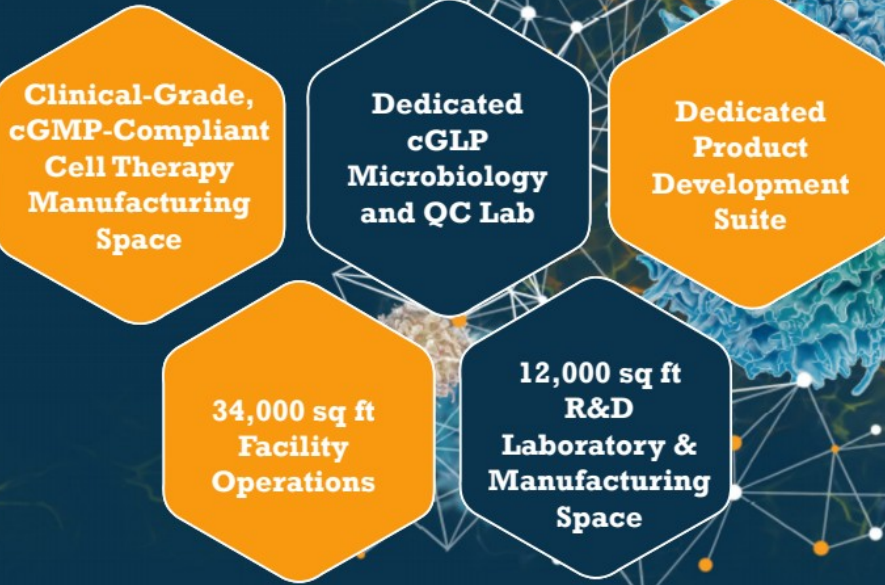 Clinical-Grade,
cGMP-Compliant
Cell Therapy
Manufacturing
Space
Dedicated
cGLP
Microbiology
and QC Lab
Dedicated
Product
Development
Suite
34,000 sq ft
Facility
Operations
12,000 sq ft
R&D
Laboratory &
Manufacturing
Space